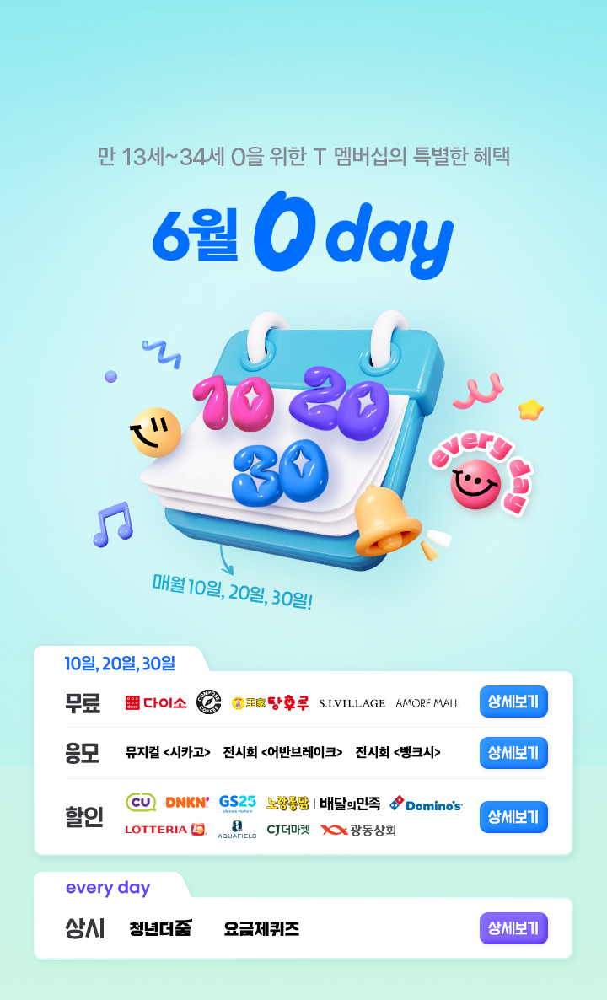 만 13세~34세 0을 위한 T 멤버십의 특별한 혜택
6월 0 day
10 20
30
every day
매월 10일, 20일, 30일!
10일, 20일, 30일
무료 다이소 COMPOSE COFFEE 王家탕후루 S.I.VILLAGE AMORE MALL 상세보기
응모 뮤지컬 <시카고> 전시회 <어반브레이크> 전시회 <뱅크시> 상세보기
할인 CU DNKN' GS25 Lifestyle Platform 노랑통닭 배달의민족 Domino's 상세보기
LOTTERIA AQUAFIELD CJ더마켓 광동상회
every day
상시 청년더줌 요금제퀴즈 상세보기